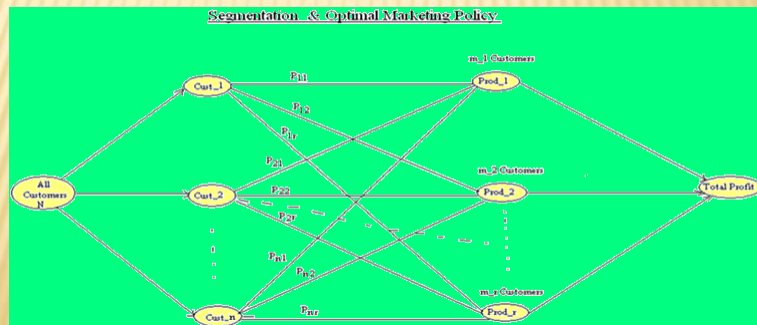 Segmentation & Optimal Marketing Policy
m_1 Customers
P11
Cust_1
Prod_1
P12
P1r
P21
m_2 Customers
All
Customers
N
Cust_2
P22
Prod_2
Total Profit
P2r
Pn1
Pn2
m_r Customers
Cust_n
Pnr
Prod_r